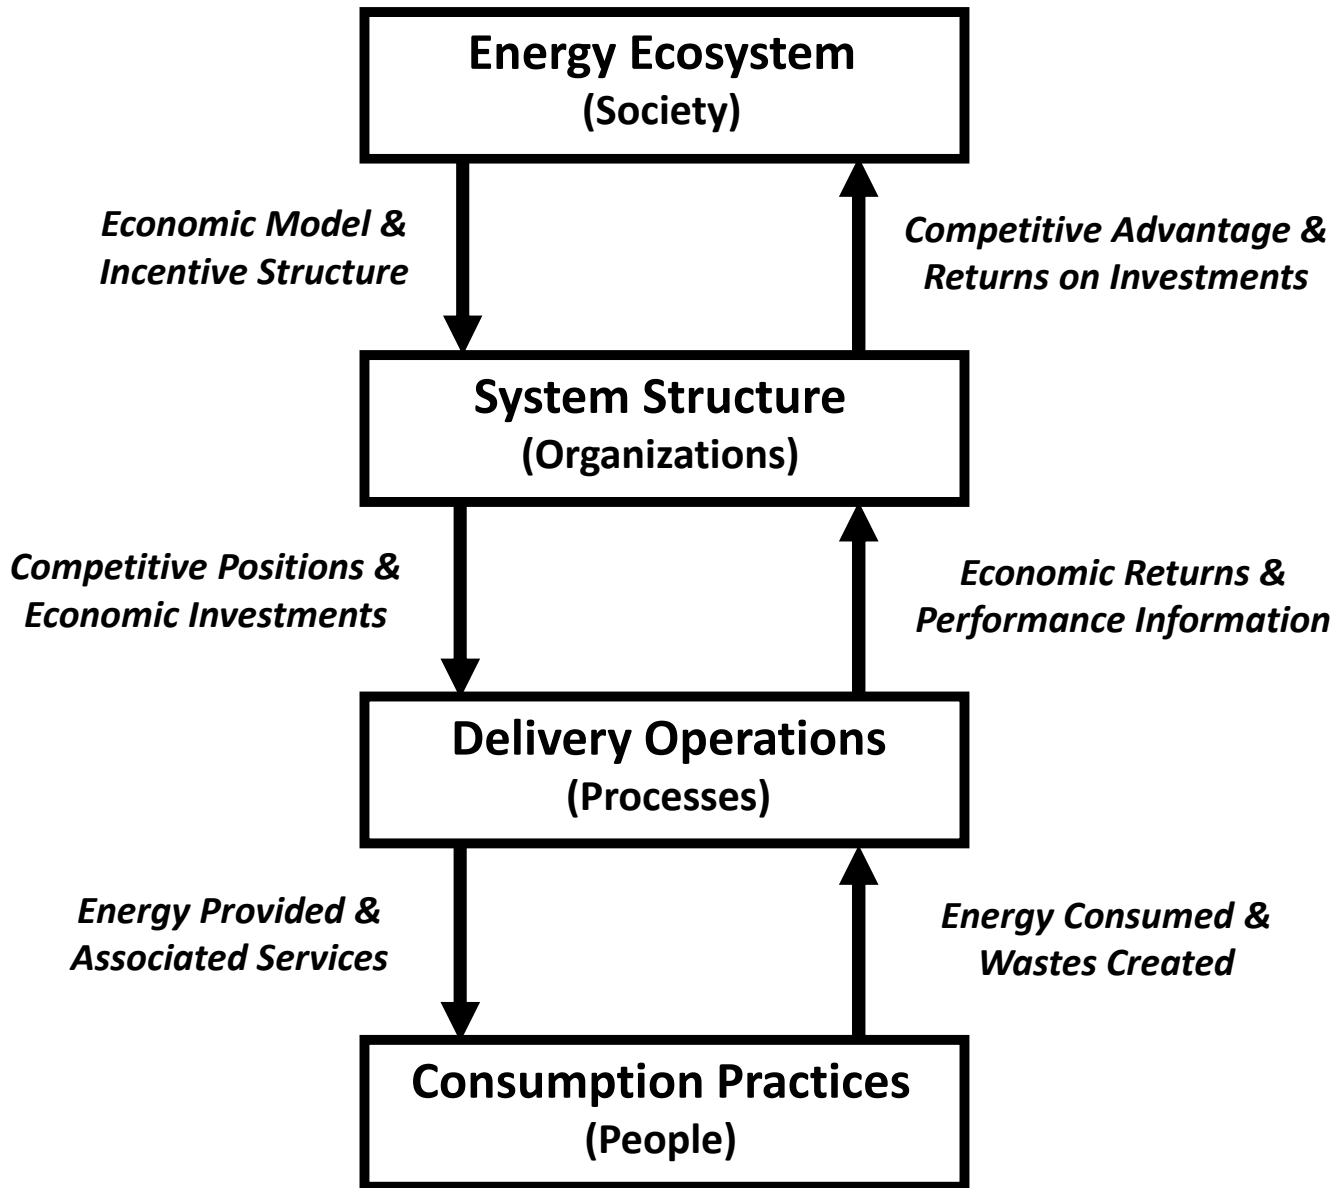 Energy Ecosystem
(Society)
Economic Model &
Incentive Structure
Competitive Advantage &
Returns on Investments
System Structure
(Organizations)
Competitive Positions &
Economic Investments
Economic Returns &
Performance Information
Delivery Operations
(Processes)
Energy Provided &
Associated Services
Energy Consumed &
Wastes Created
Consumption Practices
(People)